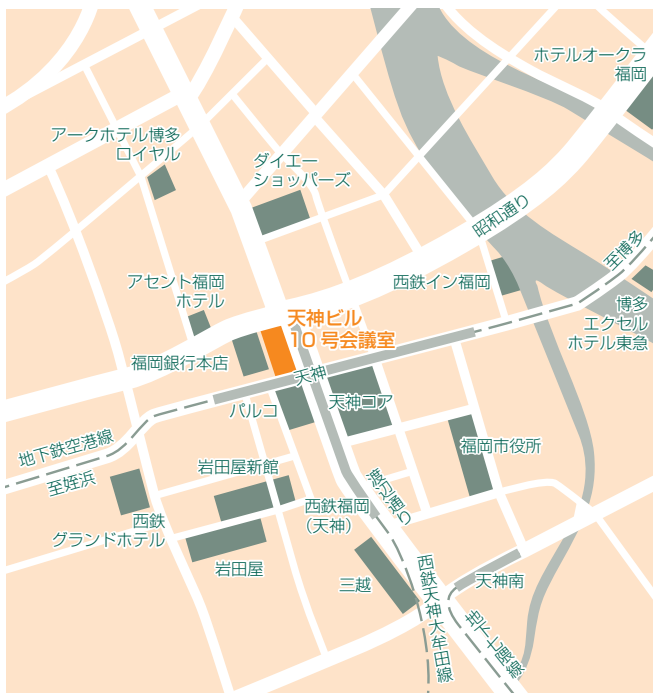 ホテルオークラ
福岡
アークホテル博多
ロイヤル
ダイエー
ショッパーズ
昭和通り
至博多
アセント福岡
ホテル
西鉄イン福岡
博多
エクセル
ホテル東急
天神ビル
10号会議室
福岡銀行本店
天神
パルコ
天神コア
地下鉄空港線
至姪浜
福岡市役所
岩田屋新館
渡辺通り
西鉄福岡
（天神）
西鉄
グランドホテル
岩田屋
三越
西鉄天神大牟田線
天神南
地下七隈線